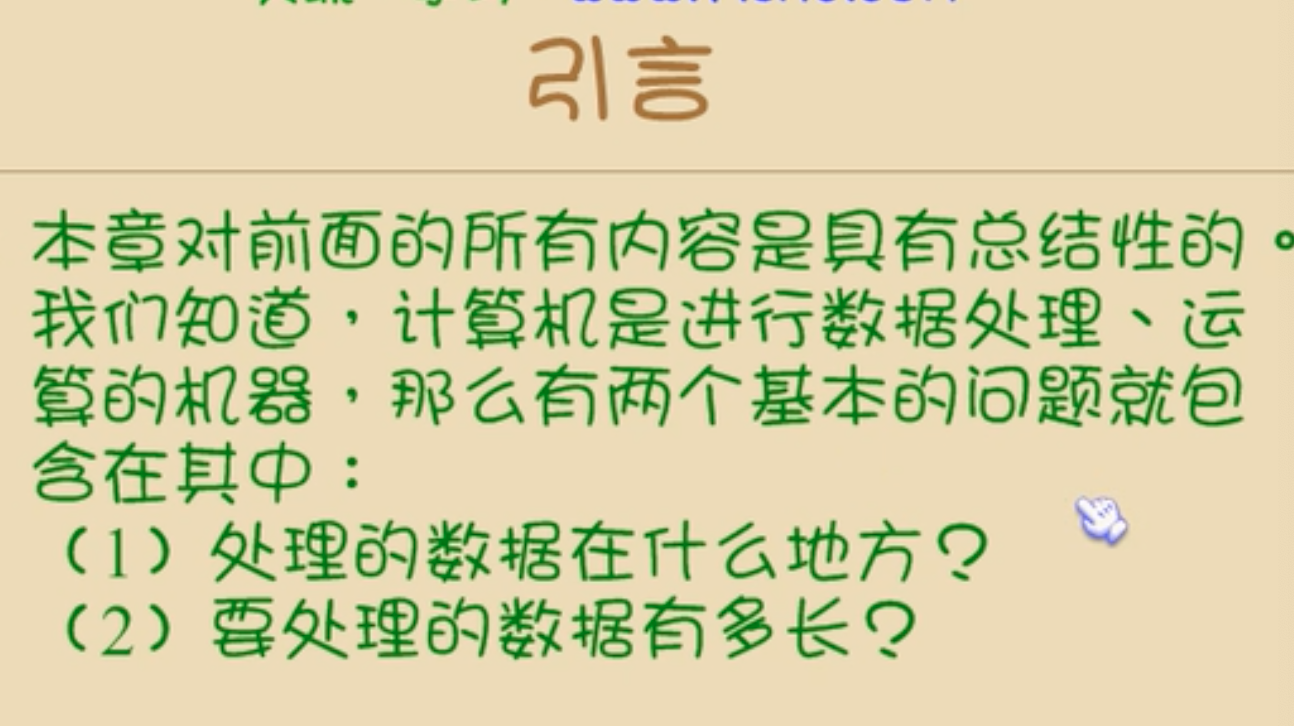 引言
本章对前面的所有内容是具有总结性的。
我们知道，计算机是进行数据处理、运
算的机器，那么有两个基本的问题就包
含在其中：
（1）处理的数据在什么地方？
（2）要处理的数据有多长？